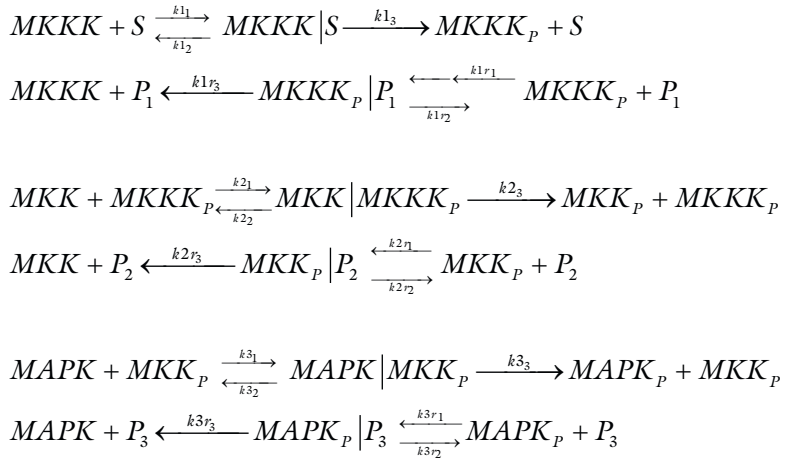 MKKK + S ⇌ MKKK|S → MKKK_P + S (k1₁, k1₂, k1₃)
MKKK + P₁ ← MKKK_P|P₁ ⇌ MKKK_P + P₁ (k1r₃, k1r₁, k1r₂)
MKK + MKKK_P ⇌ MKK|MKKK_P → MKK_P + MKKK_P (k2₁, k2₂, k2₃)
MKK + P₂ ← MKK_P|P₂ ⇌ MKK_P + P₂ (k2r₃, k2r₁, k2r₂)
MAPK + MKK_P ⇌ MAPK|MKK_P → MAPK_P + MKK_P (k3₁, k3₂, k3₃)
MAPK + P₃ ← MAPK_P|P₃ ⇌ MAPK_P + P₃ (k3r₃, k3r₁, k3r₂)